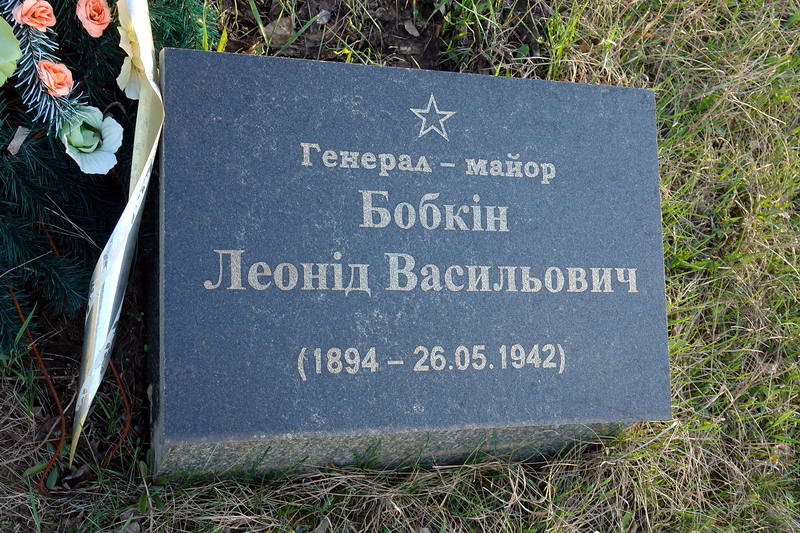 Генерал – майор
Бобкін
Леонід Васильович
(1894 – 26.05.1942)